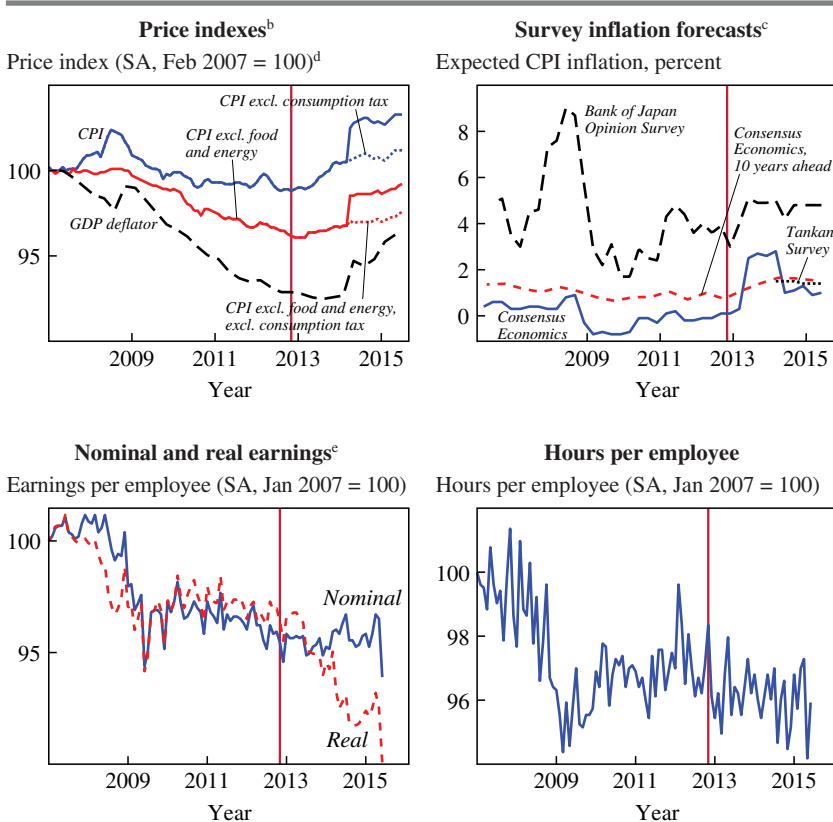 Price indexesᵇ
Price index (SA, Feb 2007 = 100)ᵈ
CPI excl. consumption tax
CPI
CPI excl. food
and energy
100
GDP deflator
95
CPI excl. food and energy,
excl. consumption tax
2009 2011 2013 2015
Year
Survey inflation forecastsᶜ
Expected CPI inflation, percent
8
Bank of Japan
Opinion Survey
Consensus
Economics,
10 years ahead
6
4
Tankan
Survey
2
0
Consensus
Economics
2009 2011 2013 2015
Year
Nominal and real earningsᵉ
Earnings per employee (SA, Jan 2007 = 100)
100
Nominal
95
Real
2009 2011 2013 2015
Year
Hours per employee
Hours per employee (SA, Jan 2007 = 100)
100
98
96
2009 2011 2013 2015
Year